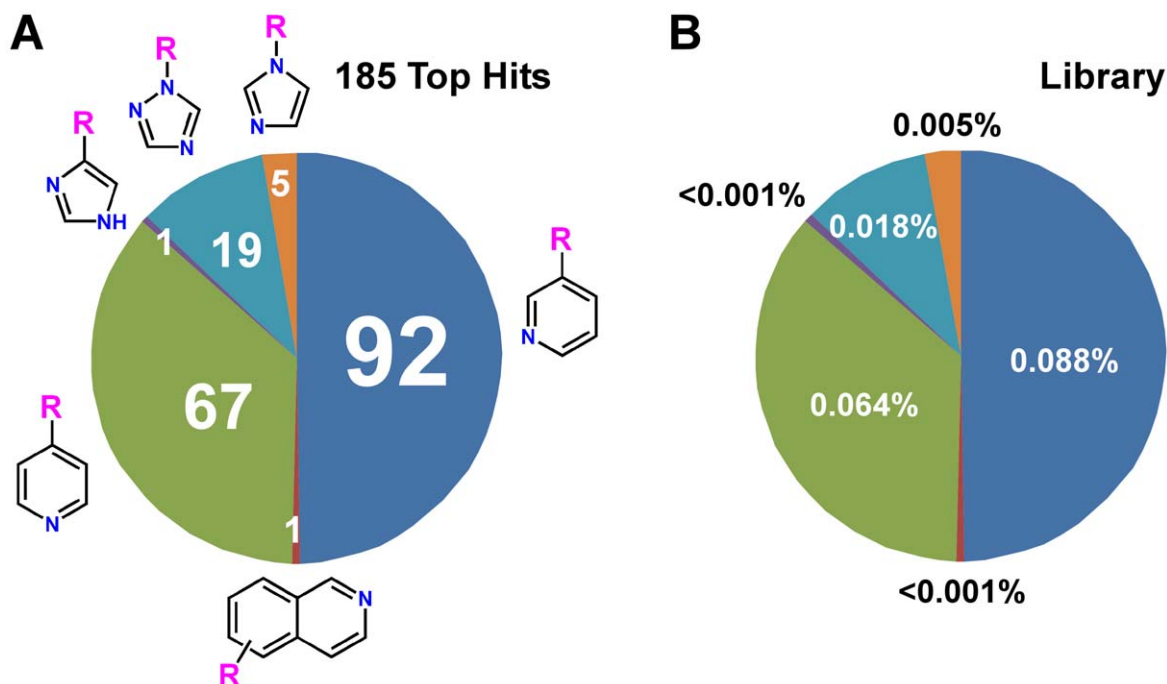 A
185 Top Hits
R
N
N
N
R
N
N
R
N
NH
5
19
1
92
67
1
R
N
R
N
N
R
B
Library
0.005%
<0.001%
0.018%
0.088%
0.064%
<0.001%